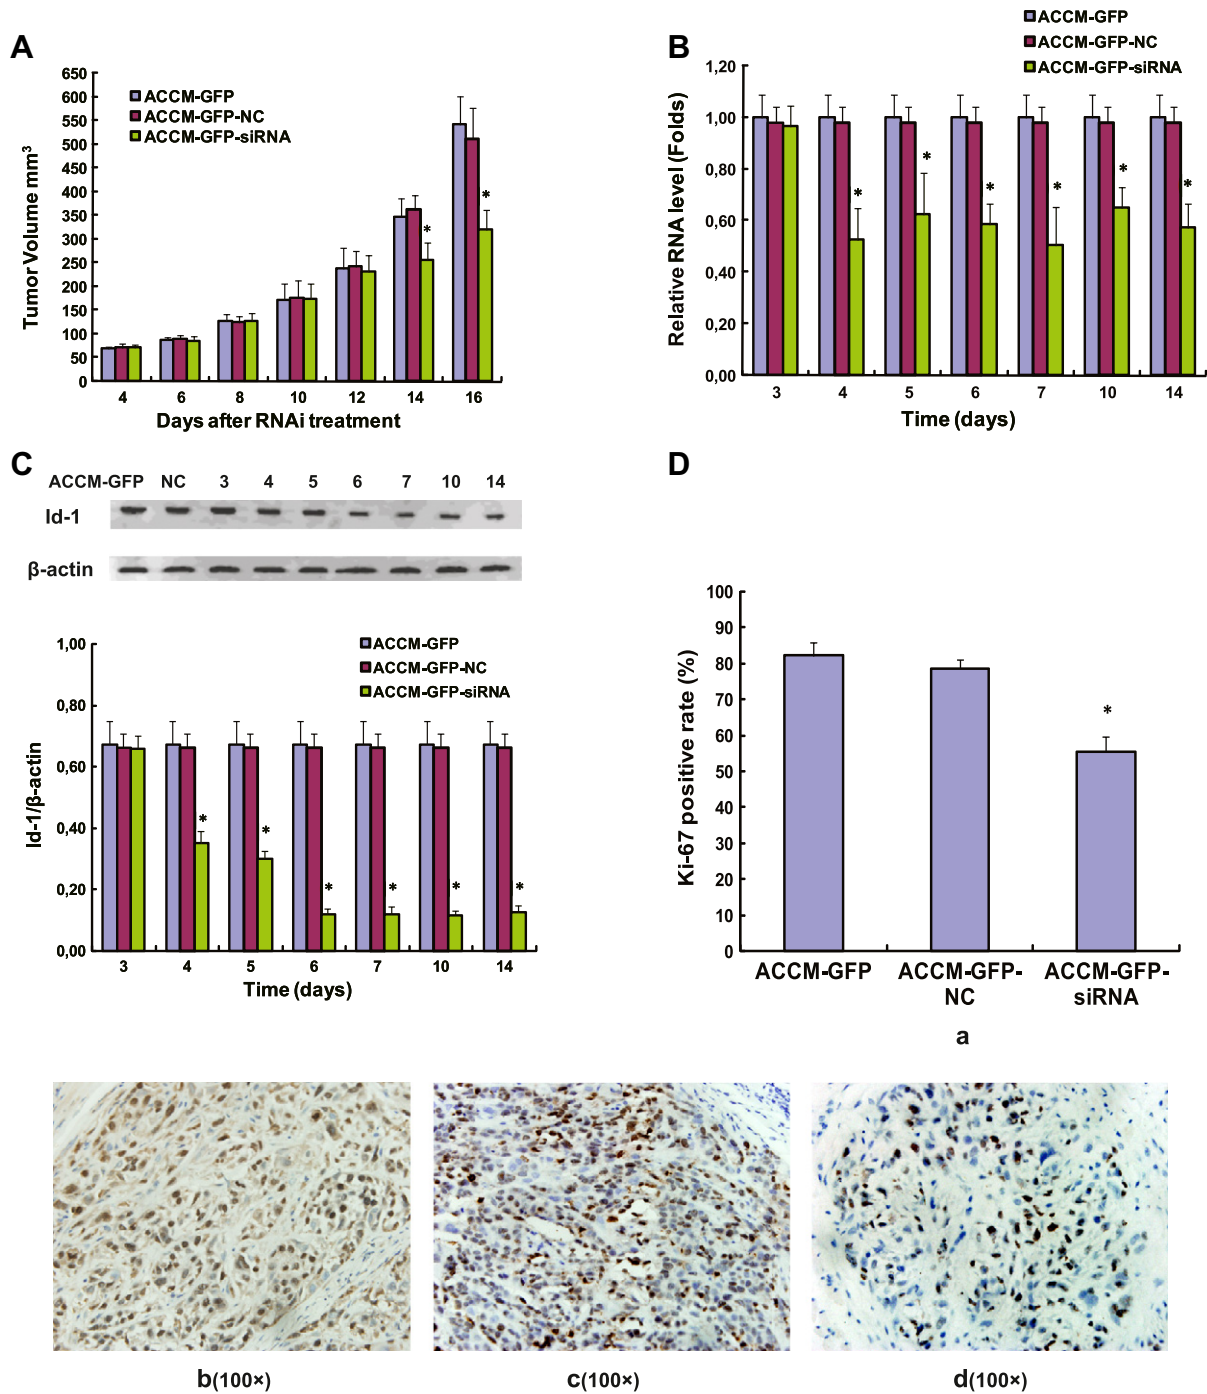 A
650
600
550
500
450
400
350
300
250
200
150
100
50
0
Tumor Volume mm³
ACCM-GFP
ACCM-GFP-NC
ACCM-GFP-siRNA
*
*
4 6 8 10 12 14 16
Days after RNAi treatment
B
ACCM-GFP
ACCM-GFP-NC
ACCM-GFP-siRNA
1,20
1,00
0,80
0,60
0,40
0,20
0,00
Relative RNA level (Folds)
* * * * * *
3 4 5 6 7 10 14
Time (days)
C
ACCM-GFP NC 3 4 5 6 7 10 14
Id-1
β-actin
ACCM-GFP
ACCM-GFP-NC
ACCM-GFP-siRNA
1,00
0,80
0,60
0,40
0,20
0,00
Id-1/β-actin
* * * * * *
3 4 5 6 7 10 14
Time (days)
D
100
90
80
70
60
50
40
30
20
10
0
Ki-67 positive rate (%)
*
ACCM-GFP
ACCM-GFP-
NC
ACCM-GFP-
siRNA
a
b(100×)
c(100×)
d(100×)